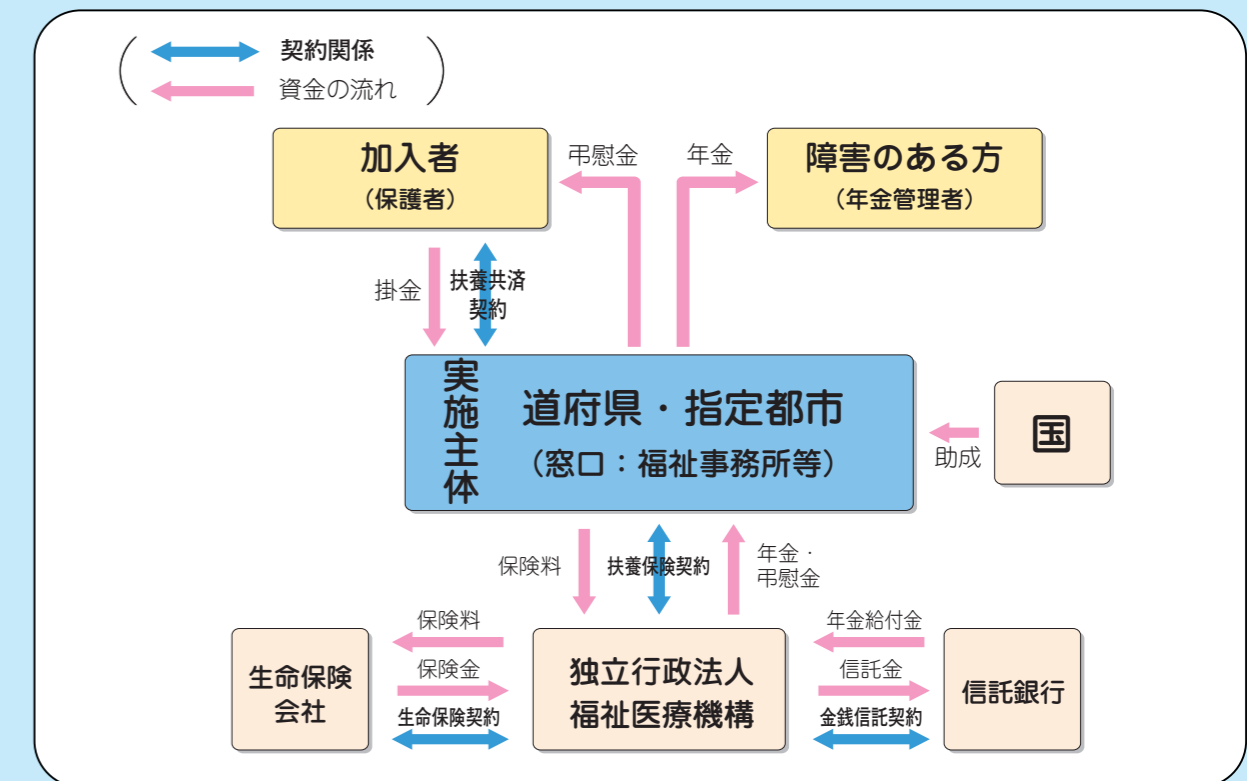 契約関係
資金の流れ
加入者
（保護者）
弔慰金
年金
障害のある方
（年金管理者）
掛金
扶養共済
契約
実施主体
道府県・指定都市
（窓口：福祉事務所等）
助成
国
保険料
扶養保険契約
年金・
弔慰金
生命保険
会社
保険料
保険金
生命保険契約
独立行政法人
福祉医療機構
年金給付金
信託金
金銭信託契約
信託銀行